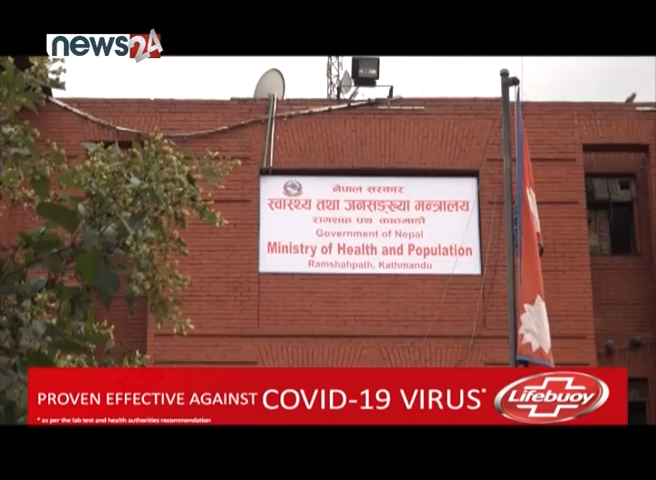 news24
नेपाल सरकार
स्वास्थ्य तथा जनसङ्ख्या मन्त्रालय
रामशाह पथ, काठमाडौं
Government of Nepal
Ministry of Health and Population
Ramshahpath, Kathmandu
PROVEN EFFECTIVE AGAINST COVID-19 VIRUS*
Lifebuoy
* as per the lab test and health authorities recommendation